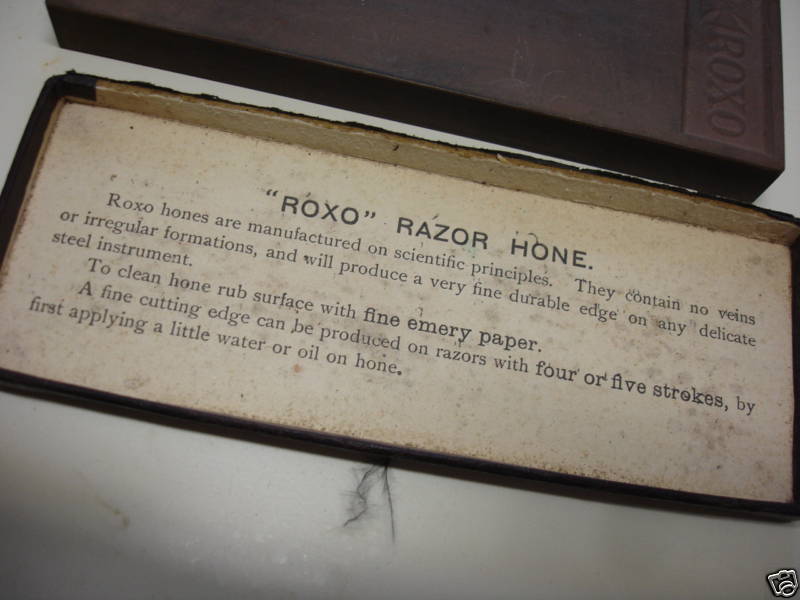 ROXO
"ROXO" RAZOR HONE.
Roxo hones are manufactured on scientific principles. They contain no veins
or irregular formations, and will produce a very fine durable edge on any delicate
steel instrument.
To clean hone rub surface with fine emery paper.
A fine cutting edge can be produced on razors with four or five strokes, by
first applying a little water or oil on hone.